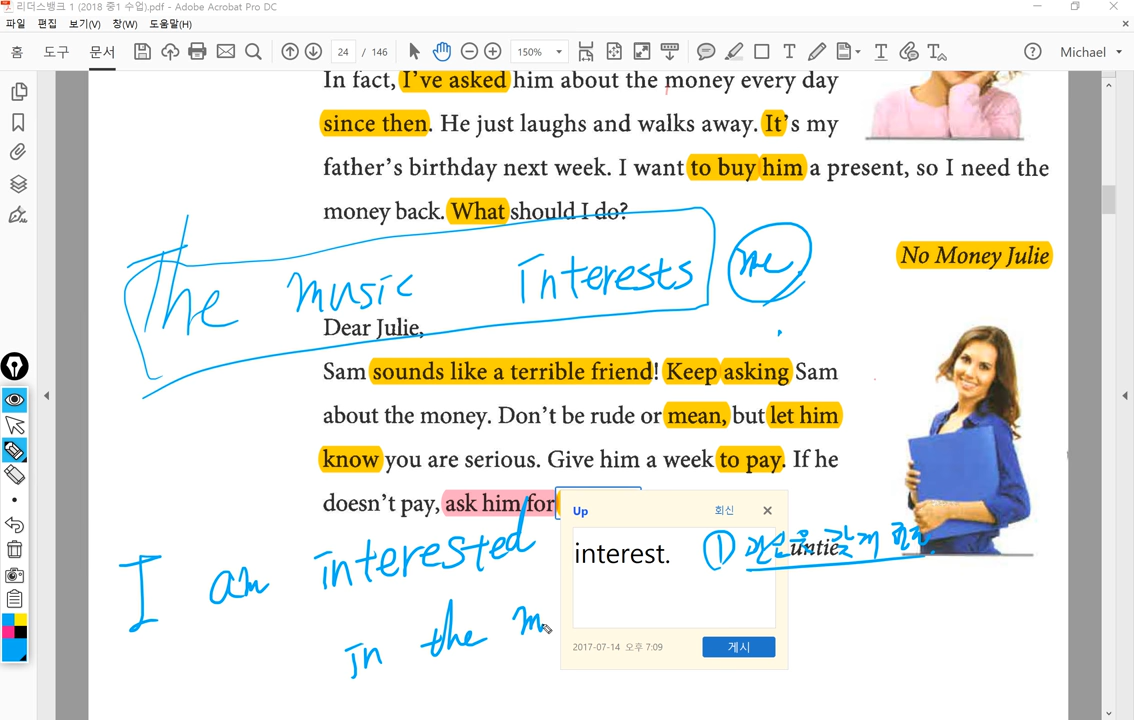 리더스뱅크 1 (2018 중1 수업).pdf - Adobe Acrobat Pro DC
파일 편집 보기(V) 창(W) 도움말(H)
홈 도구 문서 24 / 146 150% Michael
In fact, I've asked him about the money every day
since then. He just laughs and walks away. It's my
father's birthday next week. I want to buy him a present, so I need the
money back. What should I do?
No Money Julie
The music interests me.
Dear Julie,
Sam sounds like a terrible friend! Keep asking Sam
about the money. Don't be rude or mean, but let him
know you are serious. Give him a week to pay. If he
doesn't pay, ask him for
Up 회신
interest.
① 관심을 갖게 하다
untie
2017-07-14 오후 7:09 게시
I am interested
in the m